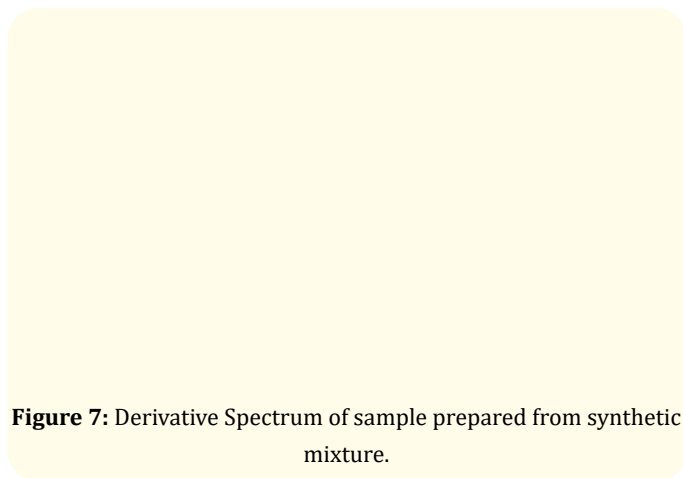 Figure 7: Derivative Spectrum of sample prepared from synthetic
mixture.